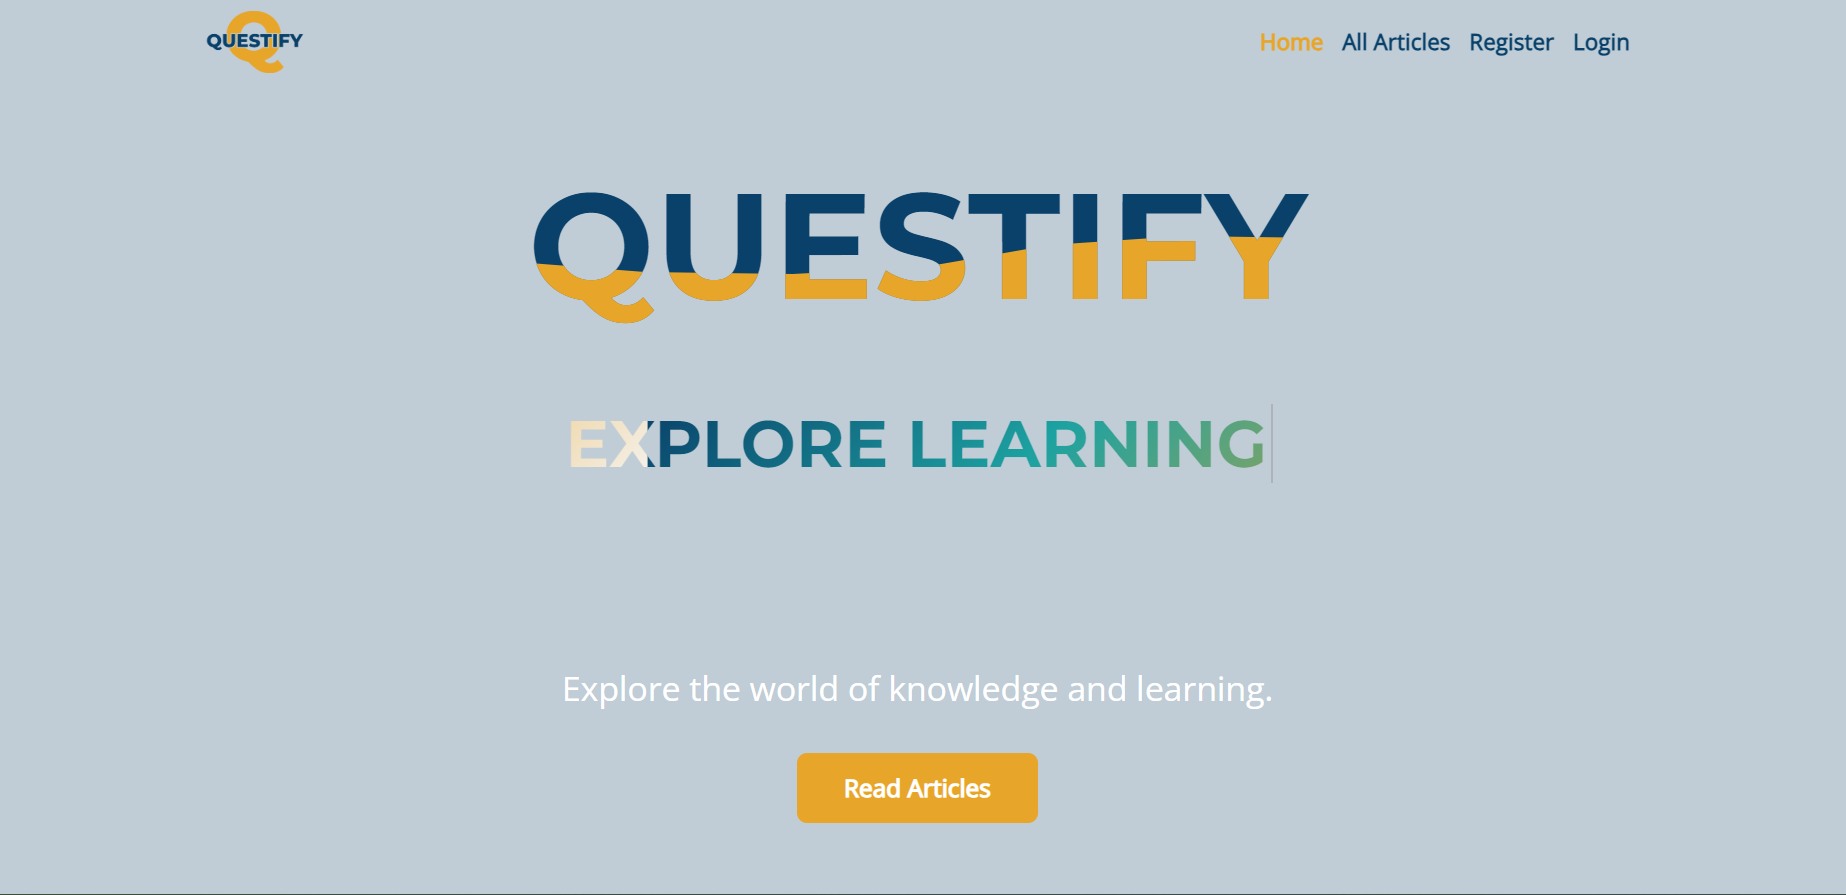 QUESTIFY
Home All Articles Register Login
QUESTIFY
EXPLORE LEARNING
Explore the world of knowledge and learning.
Read Articles